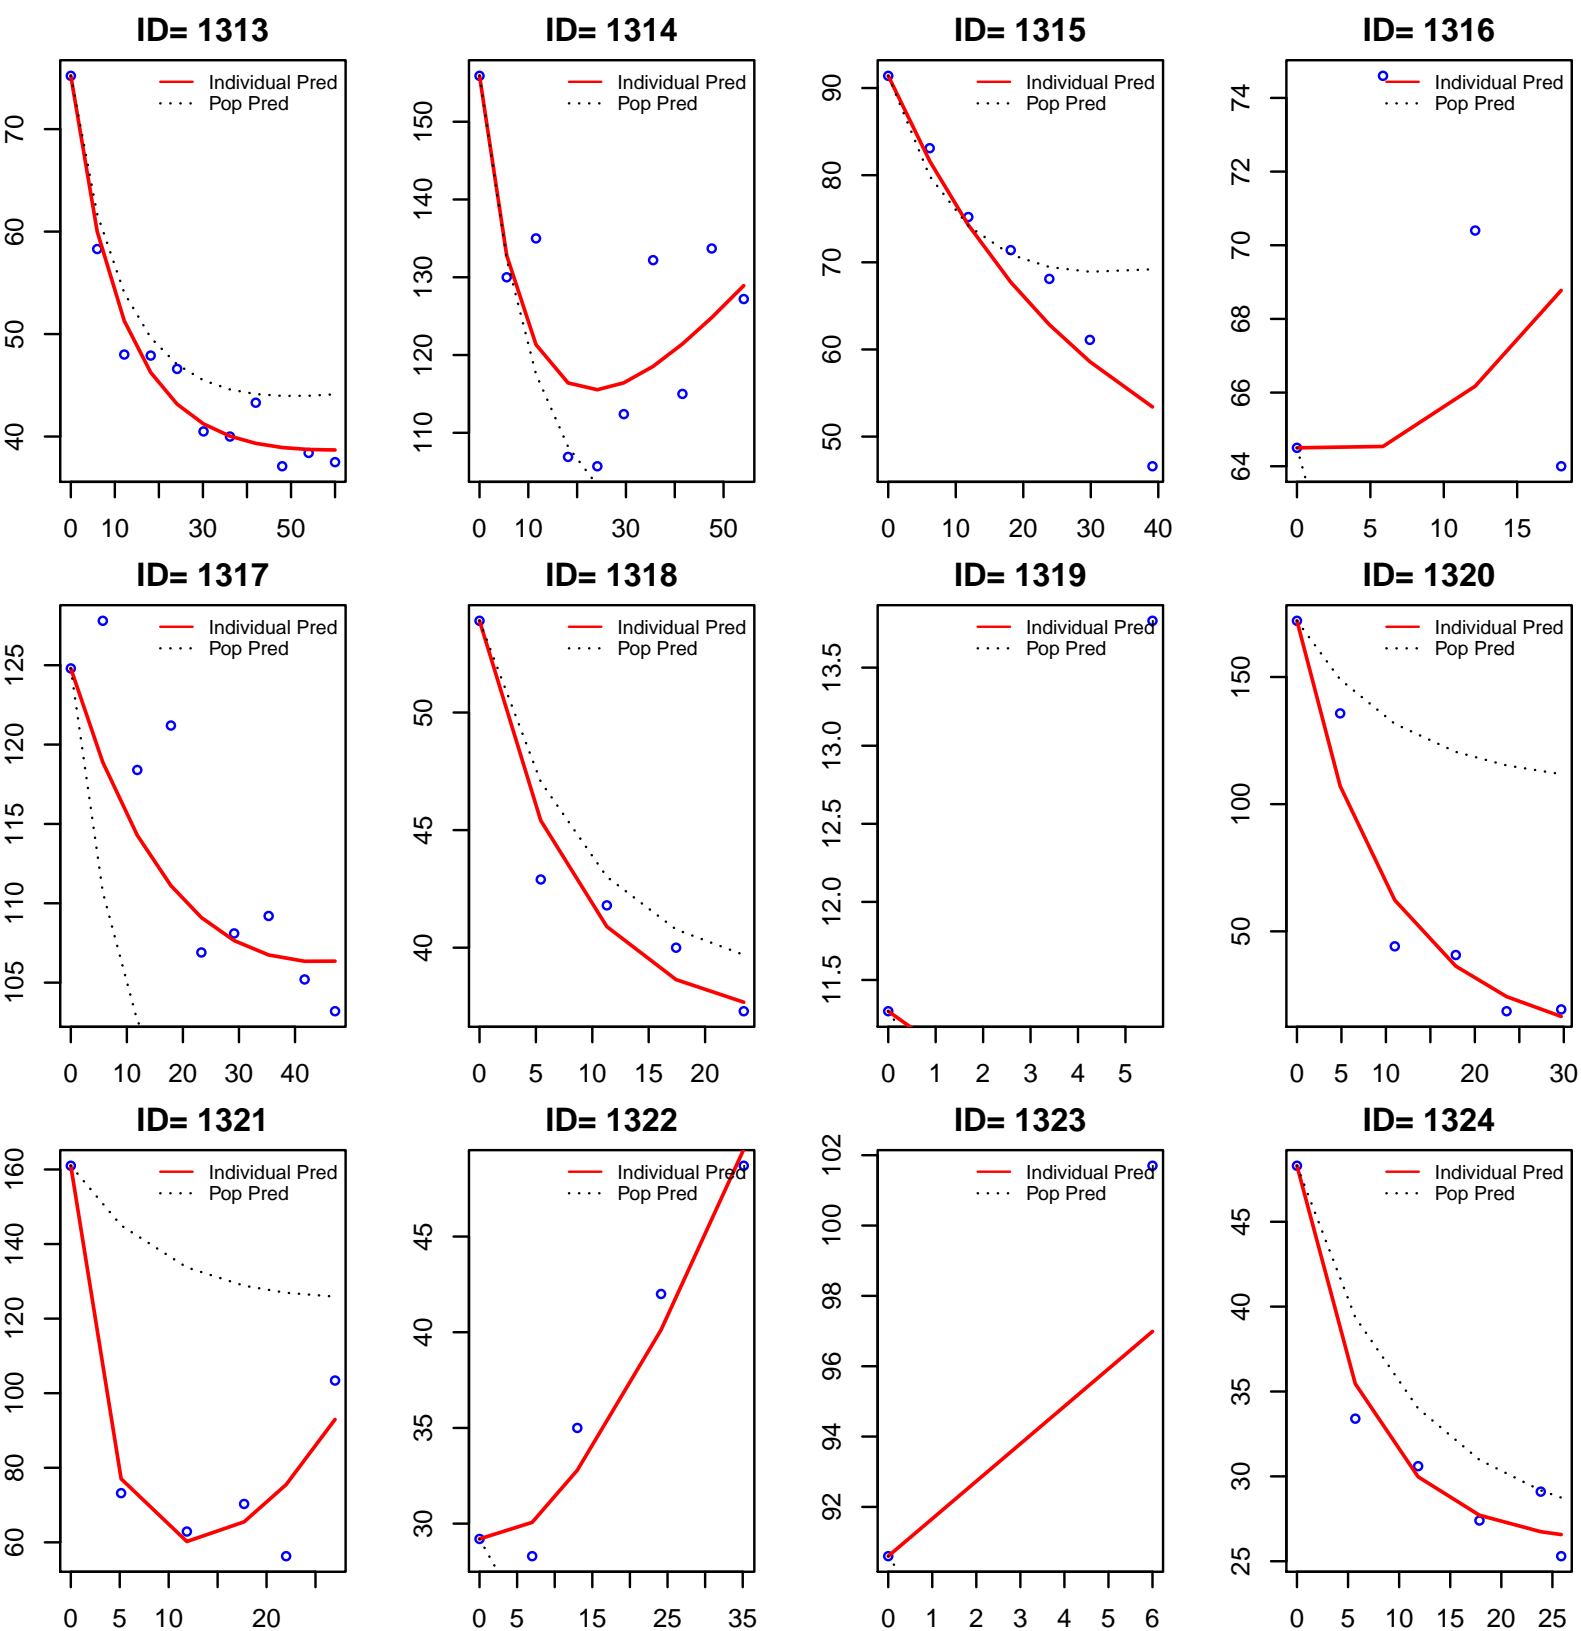 ID= 1313
Individual Pred
Pop Pred
70
60
50
40
0 10 30 50
ID= 1314
Individual Pred
Pop Pred
150
140
130
120
110
0 10 30 50
ID= 1315
Individual Pred
Pop Pred
90
80
70
60
50
0 10 20 30 40
ID= 1316
Individual Pred
Pop Pred
74
72
70
68
66
64
0 5 10 15
ID= 1317
Individual Pred
Pop Pred
125
120
115
110
105
0 10 20 30 40
ID= 1318
Individual Pred
Pop Pred
50
45
40
0 5 10 15 20
ID= 1319
Individual Pred
Pop Pred
13.5
13.0
12.5
12.0
11.5
0 1 2 3 4 5
ID= 1320
Individual Pred
Pop Pred
150
100
50
0 5 10 20 30
ID= 1321
Individual Pred
Pop Pred
160
140
120
100
80
60
0 5 10 20
ID= 1322
Individual Pred
Pop Pred
45
40
35
30
0 5 15 25 35
ID= 1323
Individual Pred
Pop Pred
102
100
98
96
94
92
0 1 2 3 4 5 6
ID= 1324
Individual Pred
Pop Pred
45
40
35
30
25
0 5 10 15 20 25